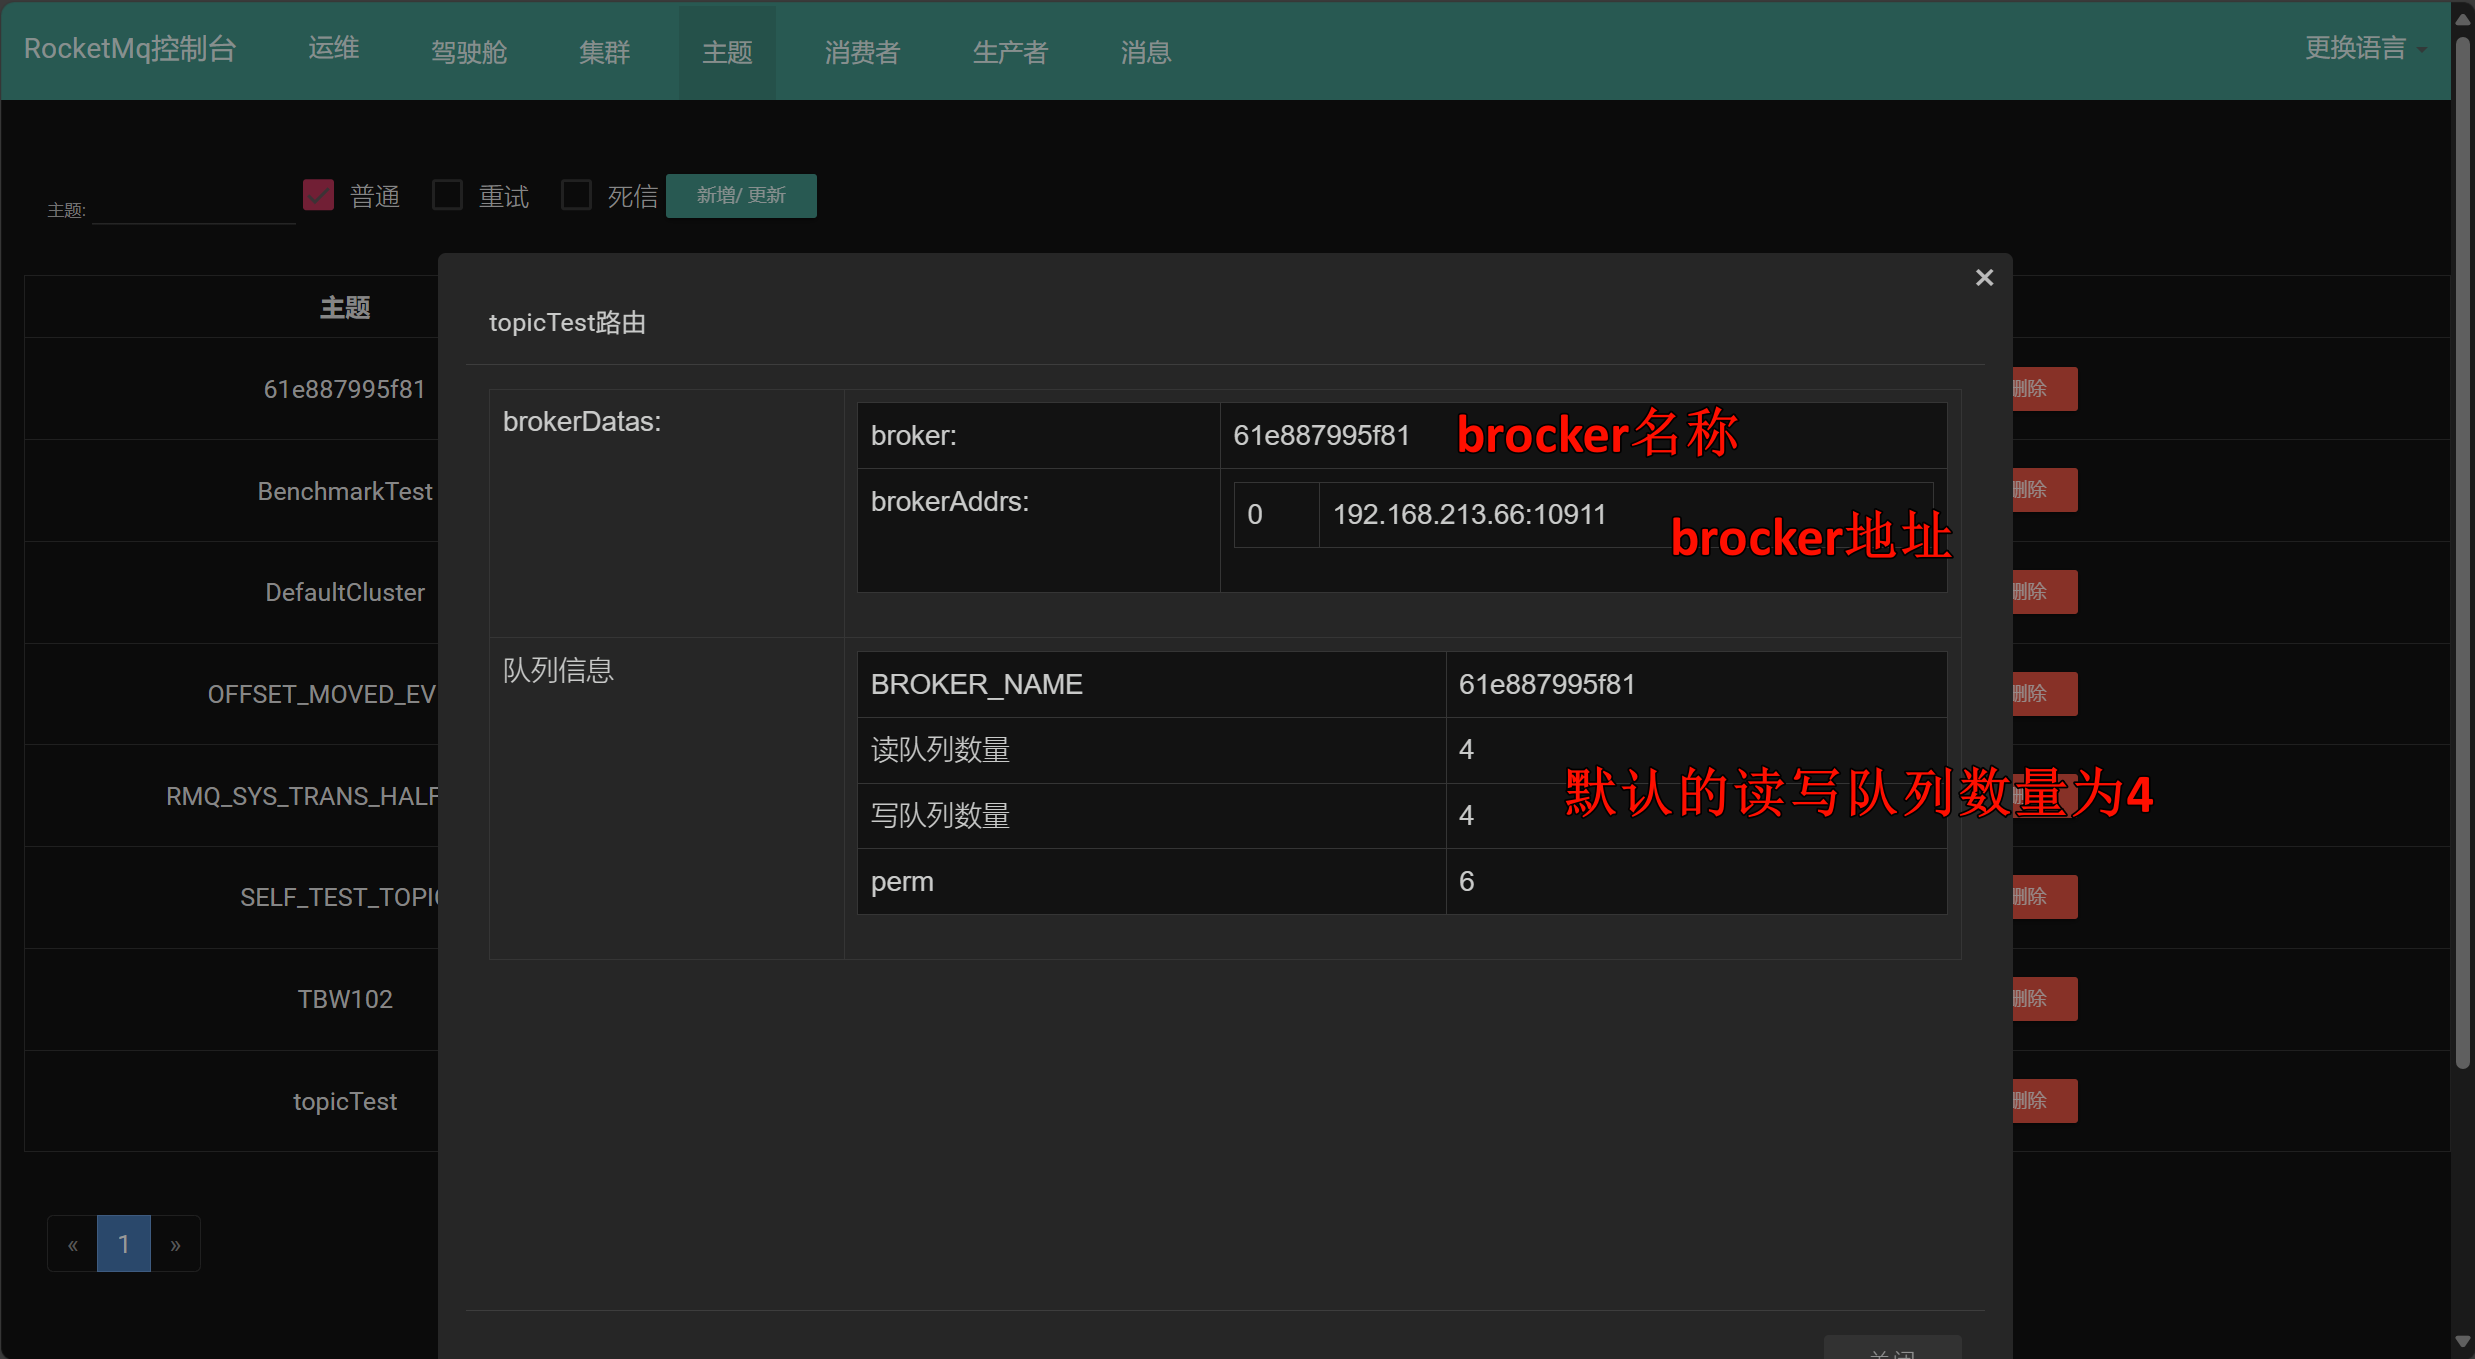 RocketMq控制台 运维 驾驶舱 集群 主题 消费者 生产者 消息 更换语言
主题: 普通 重试 死信 新增/ 更新
×
主题
topicTest路由
61e887995f81 删除
brokerDatas:
broker: 61e887995f81 brocker名称
BenchmarkTest 删除
brokerAddrs: 0 192.168.213.66:10911 brocker地址
DefaultCluster 删除
队列信息
BROKER_NAME 61e887995f81
OFFSET_MOVED_EV 删除
读队列数量 4
RMQ_SYS_TRANS_HALF
默认的读写队列数量为4
写队列数量 4
perm 6
SELF_TEST_TOPIC 删除
TBW102 删除
topicTest 删除
« 1 »
关闭